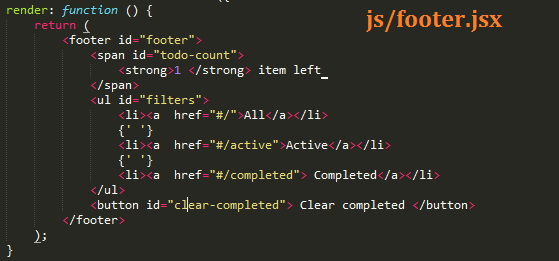 render: function () {
js/footer.jsx
return (
<footer id="footer">
<span id="todo-count">
<strong>1 </strong> item left
</span>
<ul id="filters">
<li><a  href="#/">All</a></li>
{' '}
<li><a  href="#/active">Active</a></li>
{' '}
<li><a  href="#/completed"> Completed</a></li>
</ul>
<button id="clear-completed"> Clear completed </button>
</footer>
);
}